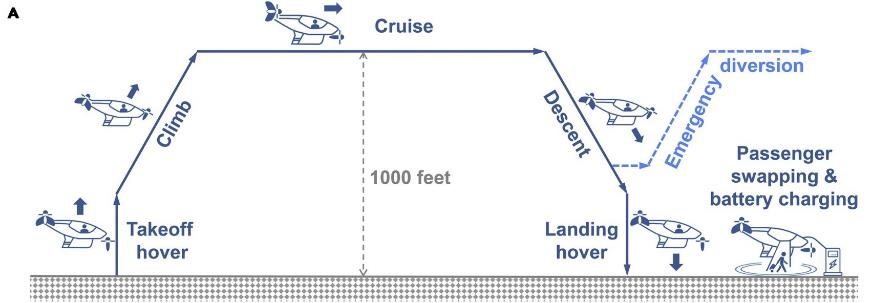 A
Cruise
Climb
1000 feet
Takeoff
hover
Descent
Landing
hover
Emergency
diversion
Passenger
swapping &
battery charging